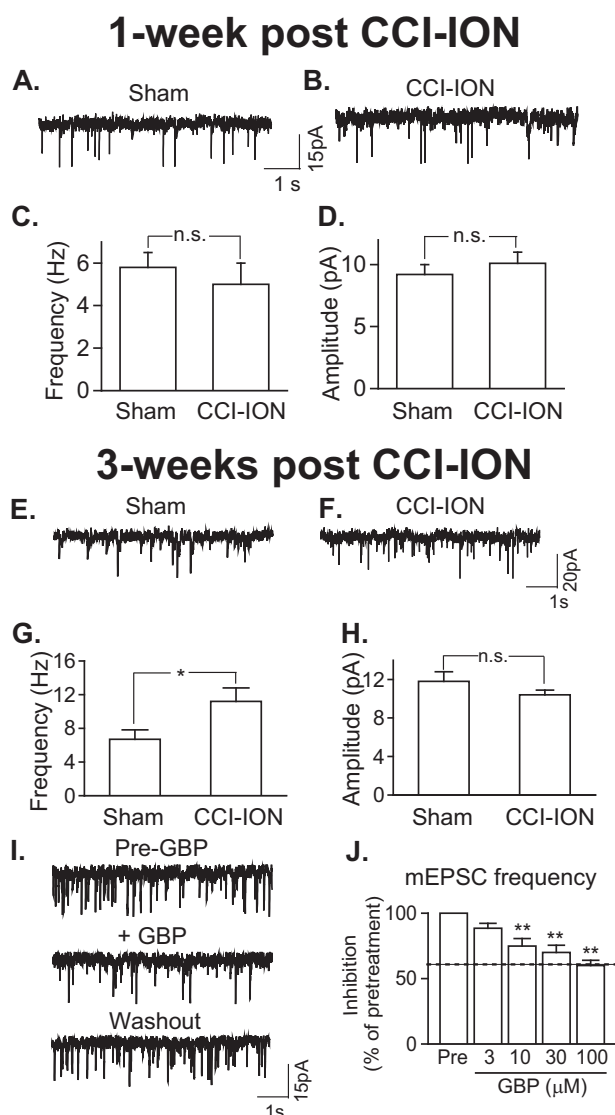 1-week post CCI-ION
A. B.
Sham CCI-ION
15pA
1 s
C. D.
n.s. n.s.
Frequency (Hz)
6
4
2
0
Sham CCI-ION
Amplitude (pA)
10
5
0
Sham CCI-ION
3-weeks post CCI-ION
E. F.
Sham CCI-ION
20pA
1s
G. H.
Frequency (Hz)
16
12
8
4
0
*
Sham CCI-ION
Amplitude (pA)
12
8
4
0
n.s.
Sham CCI-ION
I.
Pre-GBP
+ GBP
Washout
15pA
1s
J.
mEPSC frequency
Inhibition
(% of pretreatment)
100
50
0
** ** **
Pre 3 10 30 100
GBP (μM)